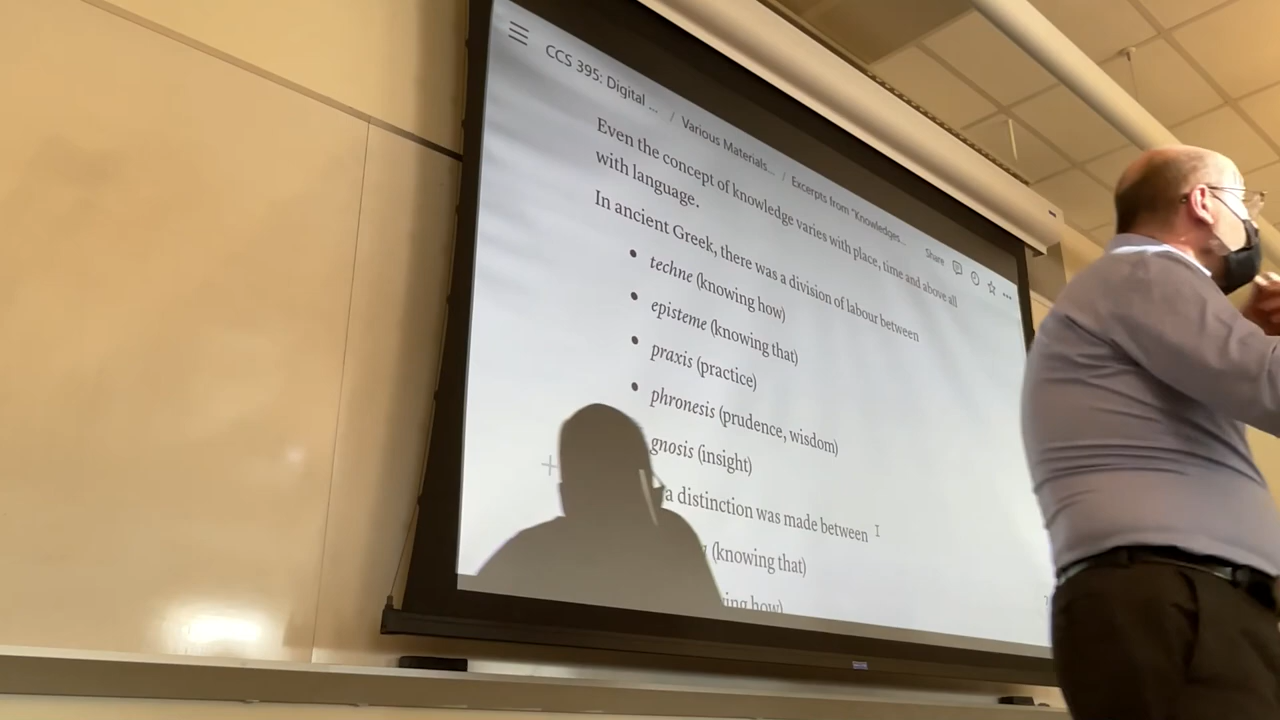 CCS 395: Digital ... / Various Materials... / Excerpts from "Knowledges...
Share
Even the concept of knowledge varies with place, time and above all
with language.
In ancient Greek, there was a division of labour between
techne (knowing how)
episteme (knowing that)
praxis (practice)
phronesis (prudence, wisdom)
gnosis (insight)
a distinction was made between
(knowing that)
how)